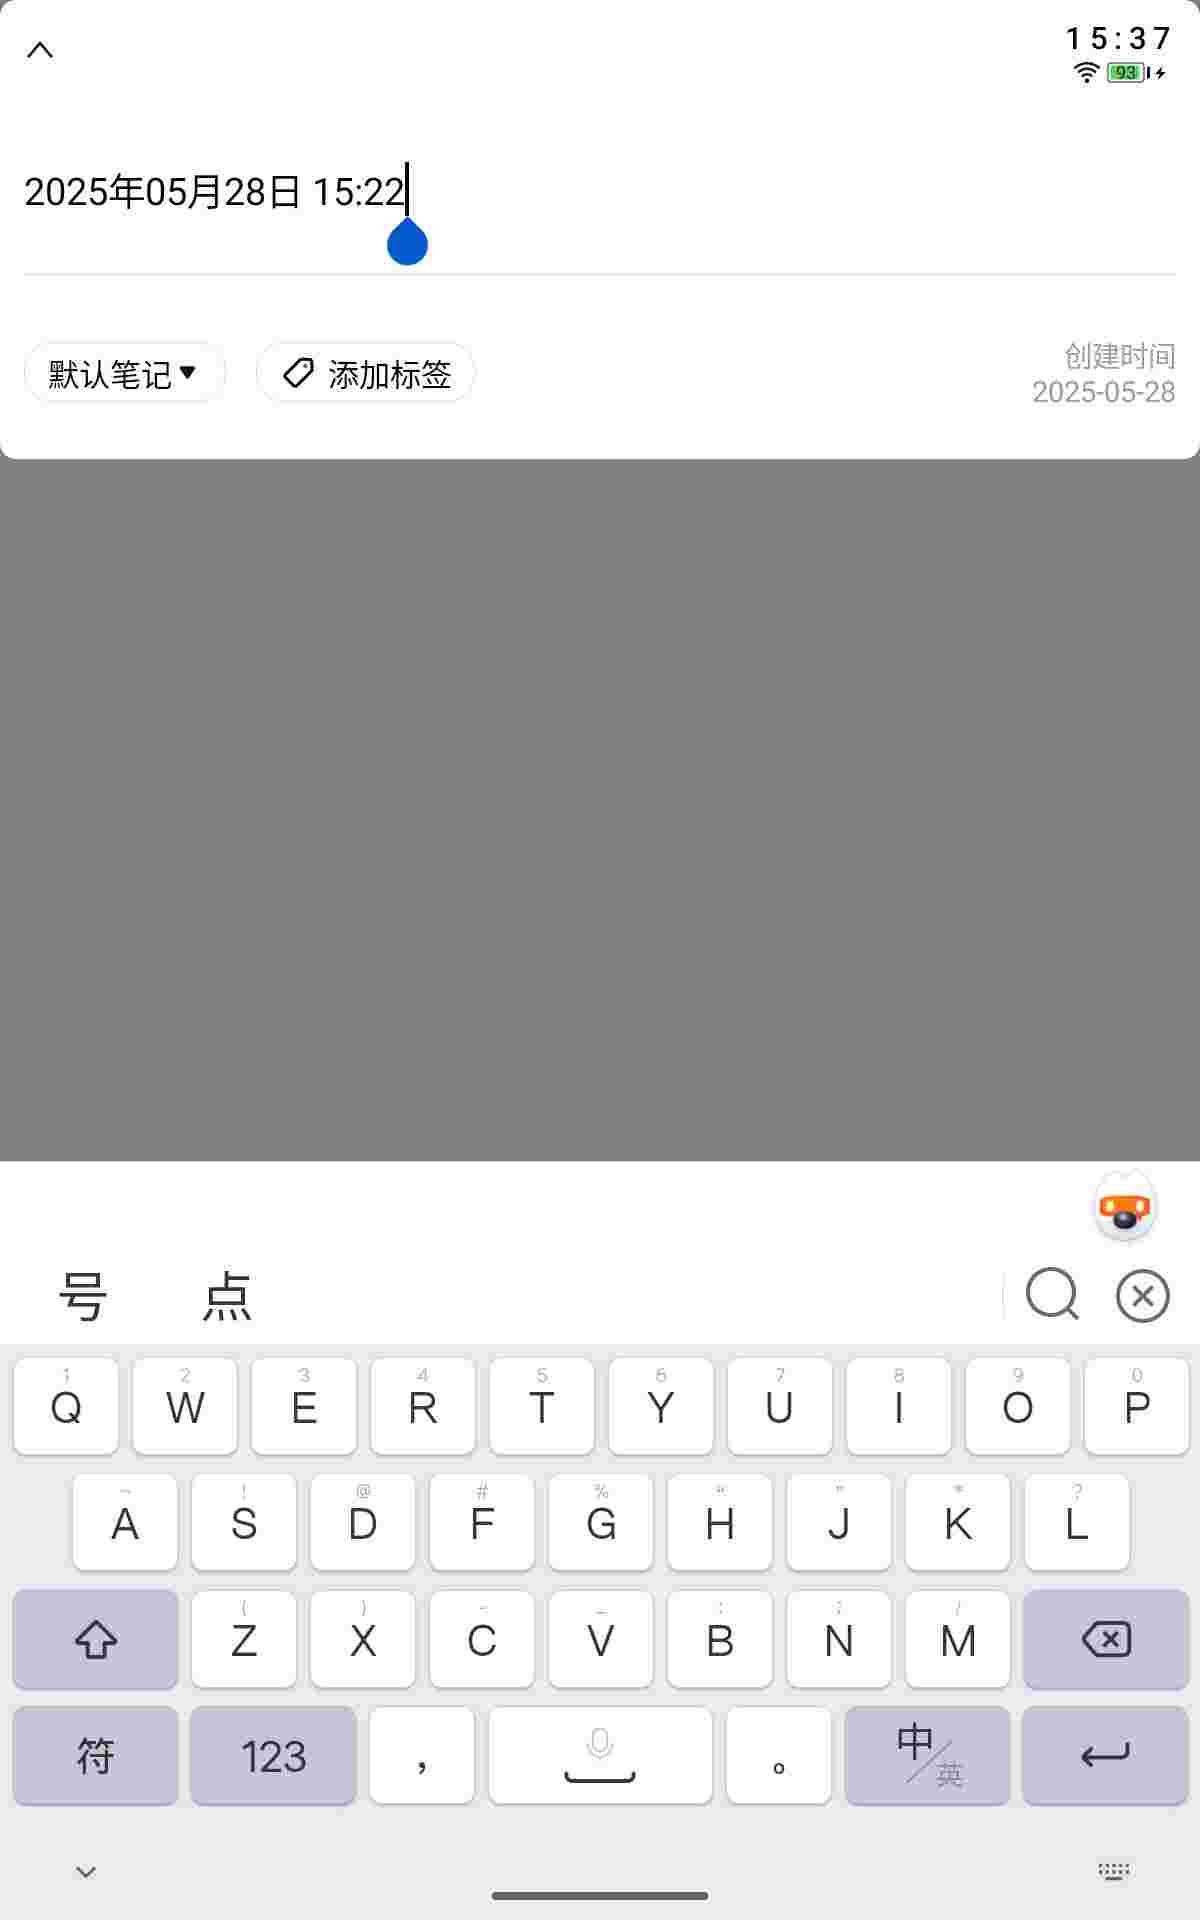 15:37
93
2025年05月28日 15:22
默认笔记
添加标签
创建时间
2025-05-28
号 点
1 2 3 4 5 6 7 8 9 0
Q W E R T Y U I O P
~ ! @ # % “ ” * ?
A S D F G H J K L
( ) - _ : ; /
Z X C V B N M
符 123 , 。 中/英